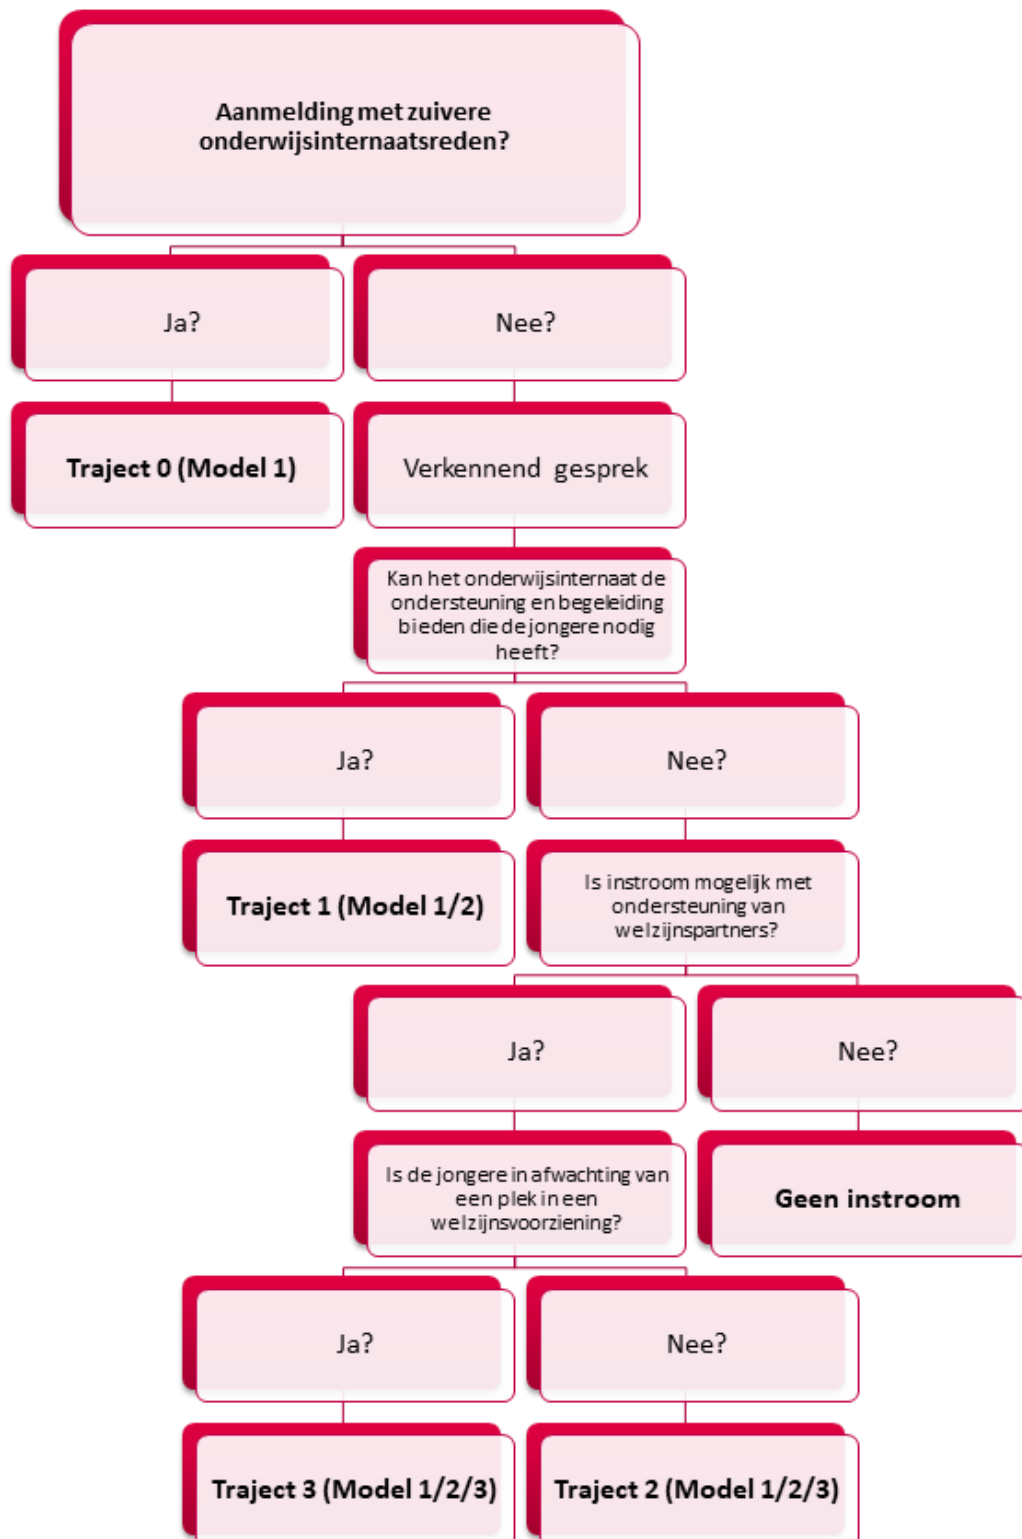 Aanmelding met zuivere
onderwijsinternaatsreden?
Ja?
Nee?
Traject 0 (Model 1)
Verkennend gesprek
Kan het onderwijsinternaat de
ondersteuning en begeleiding
bieden die de jongere nodig
heeft?
Ja?
Nee?
Traject 1 (Model 1/2)
Is instroom mogelijk met
ondersteuning van
welzijnspartners?
Ja?
Nee?
Is de jongere in afwachting van
een plek in een
welzijnsvoorziening?
Geen instroom
Ja?
Nee?
Traject 3 (Model 1/2/3)
Traject 2 (Model 1/2/3)